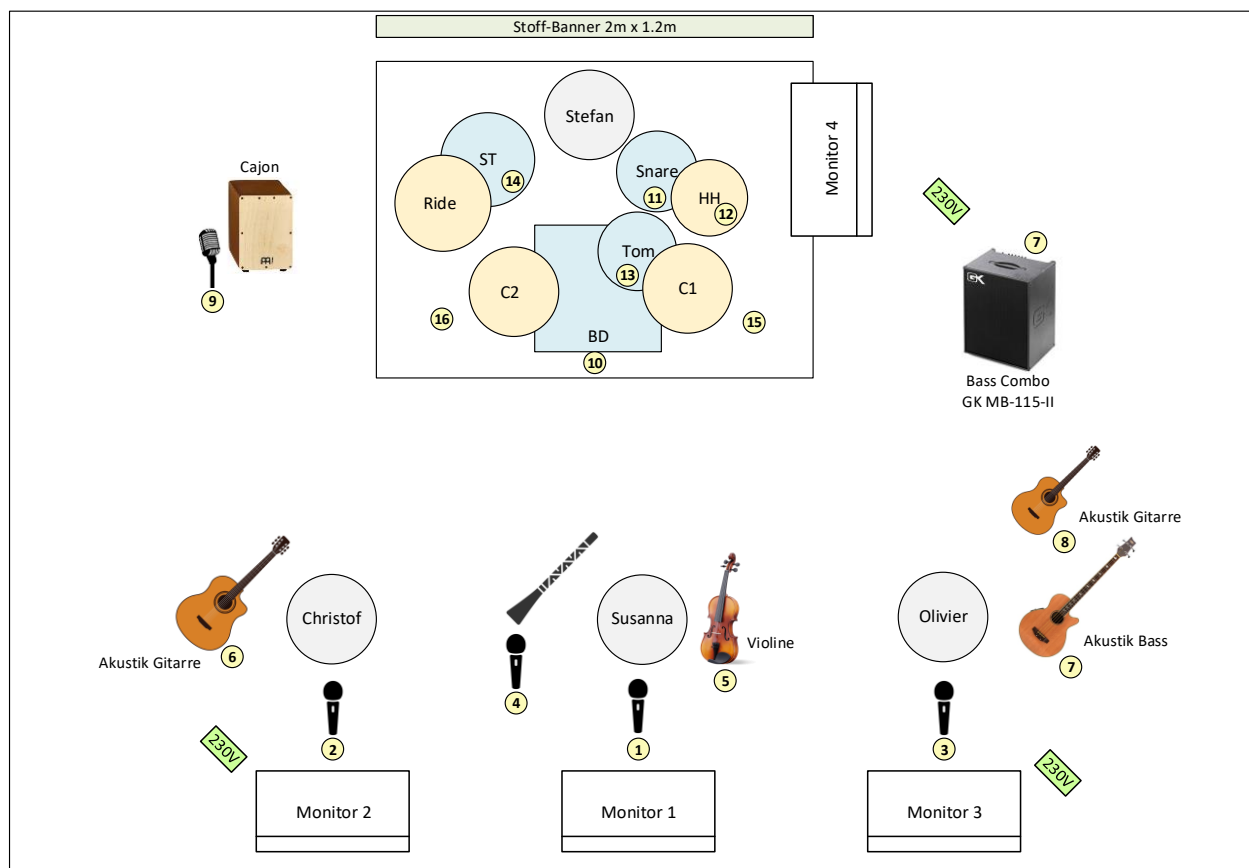 Stoff-Banner 2m x 1.2m
Stefan
Monitor 4
ST
14
Snare
11
HH
12
Ride
Cajon
230V
Tom
13
7
GK
9
C2
C1
16
15
BD
10
Bass Combo
GK MB-115-II
Akustik Gitarre
8
Christof
Susanna
Olivier
Violine
Akustik Bass
7
Akustik Gitarre
6
5
4
230V
2
1
3
230V
Monitor 2
Monitor 1
Monitor 3